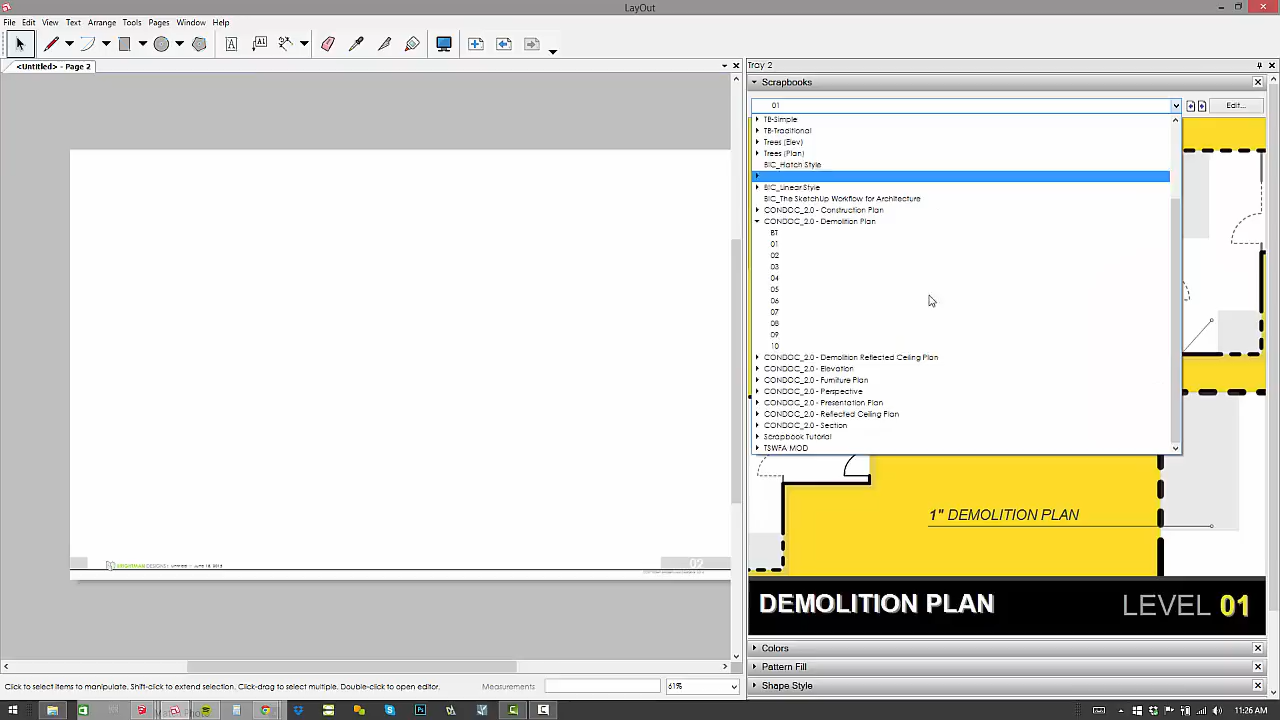 LayOut
File Edit View Text Arrange Tools Pages Window Help
<Untitled> - Page 2
Tray 2
Scrapbooks
01
Edit...
TB-Simple
TB-Traditional
Trees (Elev)
Trees (Plan)
BIC_Hatch Style
BIC_Linear Style
BIC_The SketchUp Workflow for Architecture
CONDOC_2.0 - Construction Plan
CONDOC_2.0 - Demolition Plan
BT
01
02
03
04
05
06
07
08
09
10
CONDOC_2.0 - Demolition Reflected Ceiling Plan
CONDOC_2.0 - Elevation
CONDOC_2.0 - Furniture Plan
CONDOC_2.0 - Perspective
CONDOC_2.0 - Presentation Plan
CONDOC_2.0 - Reflected Ceiling Plan
CONDOC_2.0 - Section
Scrapbook Tutorial
TSWFA MOD
1" DEMOLITION PLAN
DEMOLITION PLAN LEVEL 01
02
Colors
Pattern Fill
Shape Style
Click to select items to manipulate. Shift-click to extend selection. Click-drag to select multiple. Double-click to open editor. Measurements 61%
11:26 AM